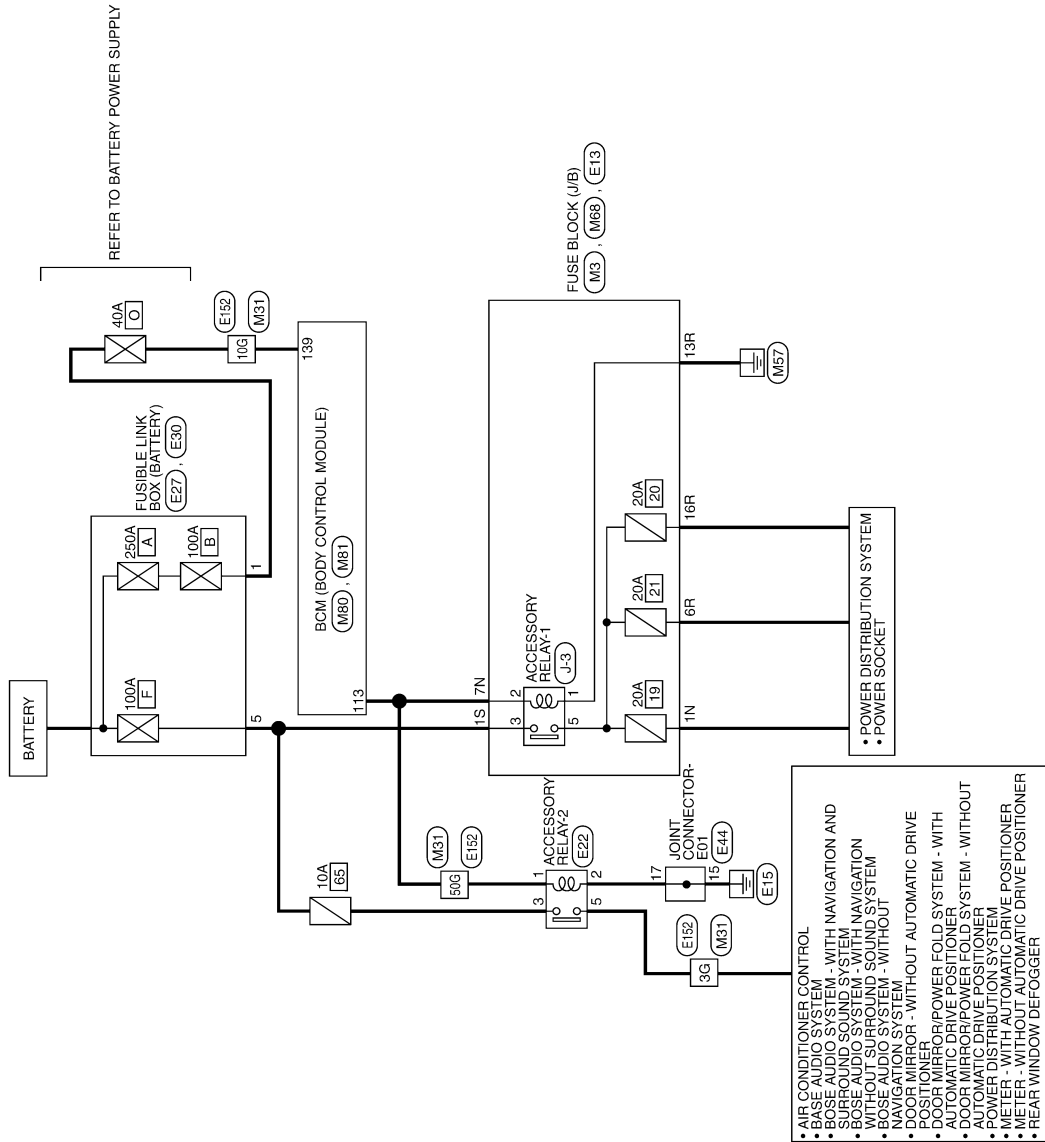 REFER TO BATTERY POWER SUPPLY
BATTERY
FUSIBLE LINK
BOX (BATTERY)
E27 , E30
100A
F
250A
A
100A
B
5
1
40A
O
E152
10G
M31
139
BCM (BODY CONTROL MODULE)
M80 , M81
113
10A
65
M31
50G
E152
1S
7N
FUSE BLOCK (J/B)
M3 , M68 , E13
ACCESSORY
RELAY-1
J-3
3
2
5
1
20A
19
20A
21
20A
20
1N
6R
16R
13R
M57
ACCESSORY
RELAY-2
E22
3
1
5
2
JOINT
CONNECTOR-
E01
E44
17
15
E15
E152
3G
M31
• POWER DISTRIBUTION SYSTEM
• POWER SOCKET
• AIR CONDITIONER CONTROL
• BASE AUDIO SYSTEM
• BOSE AUDIO SYSTEM - WITH NAVIGATION AND
SURROUND SOUND SYSTEM
• BOSE AUDIO SYSTEM - WITH NAVIGATION
WITHOUT SURROUND SOUND SYSTEM
• BOSE AUDIO SYSTEM - WITHOUT
NAVIGATION SYSTEM
• DOOR MIRROR - WITHOUT AUTOMATIC DRIVE
POSITIONER
• DOOR MIRROR/POWER FOLD SYSTEM - WITH
AUTOMATIC DRIVE POSITIONER
• DOOR MIRROR/POWER FOLD SYSTEM - WITHOUT
AUTOMATIC DRIVE POSITIONER
• POWER DISTRIBUTION SYSTEM
• METER - WITH AUTOMATIC DRIVE POSITIONER
• METER - WITHOUT AUTOMATIC DRIVE POSITIONER
• REAR WINDOW DEFOGGER